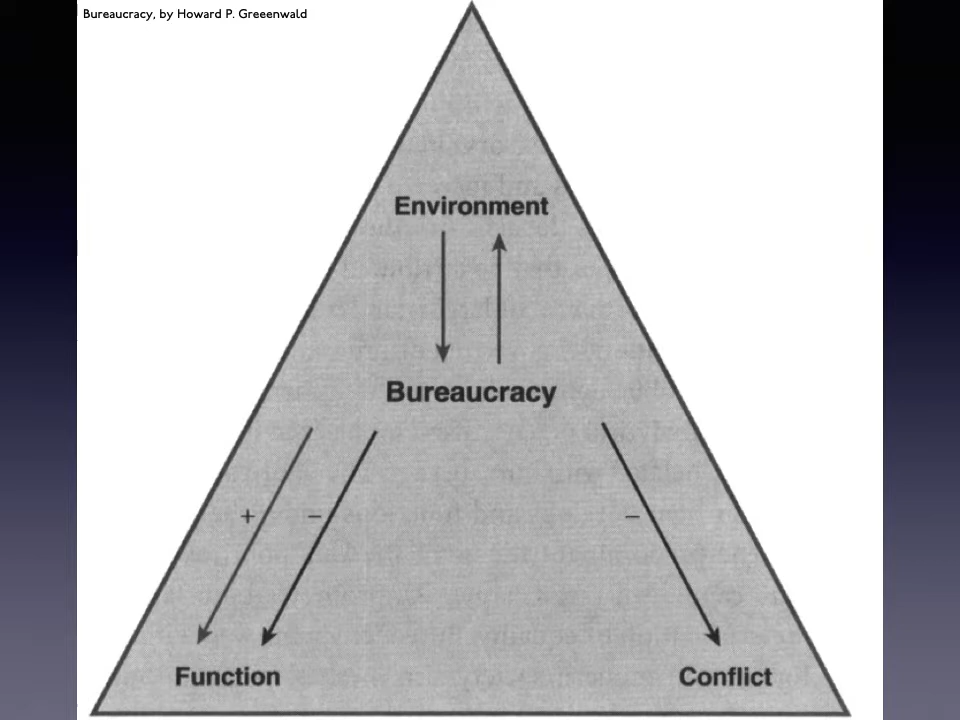 Bureaucracy, by Howard P. Greeenwald
Environment
Bureaucracy
+ – –
Function Conflict